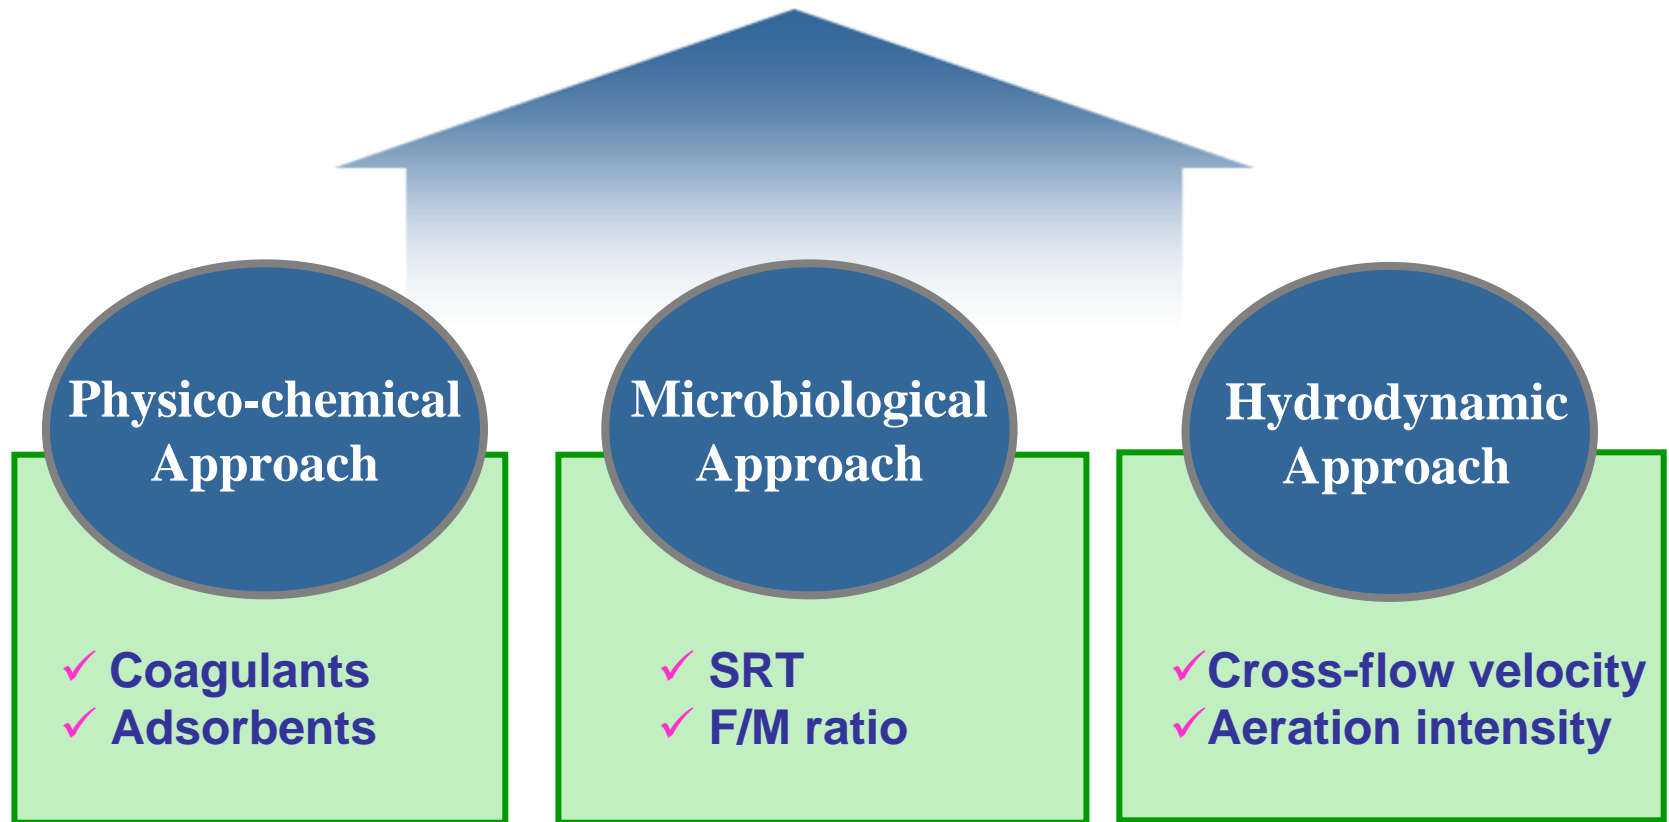 Physico-chemical
Approach
✓ Coagulants
✓ Adsorbents
Microbiological
Approach
✓ SRT
✓ F/M ratio
Hydrodynamic
Approach
✓ Cross-flow velocity
✓ Aeration intensity